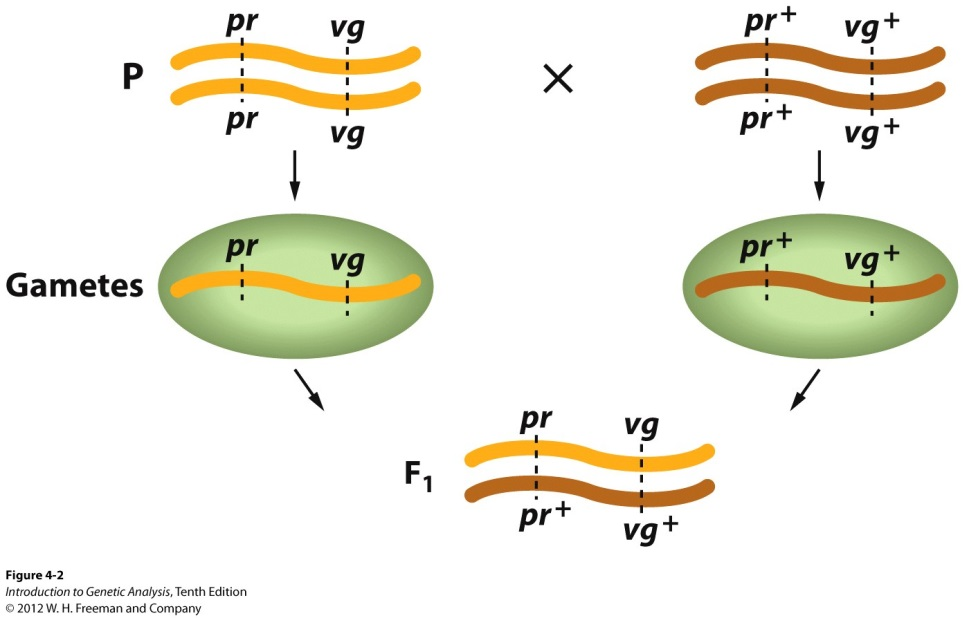 pr vg pr+ vg+
P ×
pr vg pr+ vg+
pr vg pr+ vg+
Gametes
pr vg
F1
pr+ vg+
Figure 4-2
Introduction to Genetic Analysis, Tenth Edition
© 2012 W. H. Freeman and Company